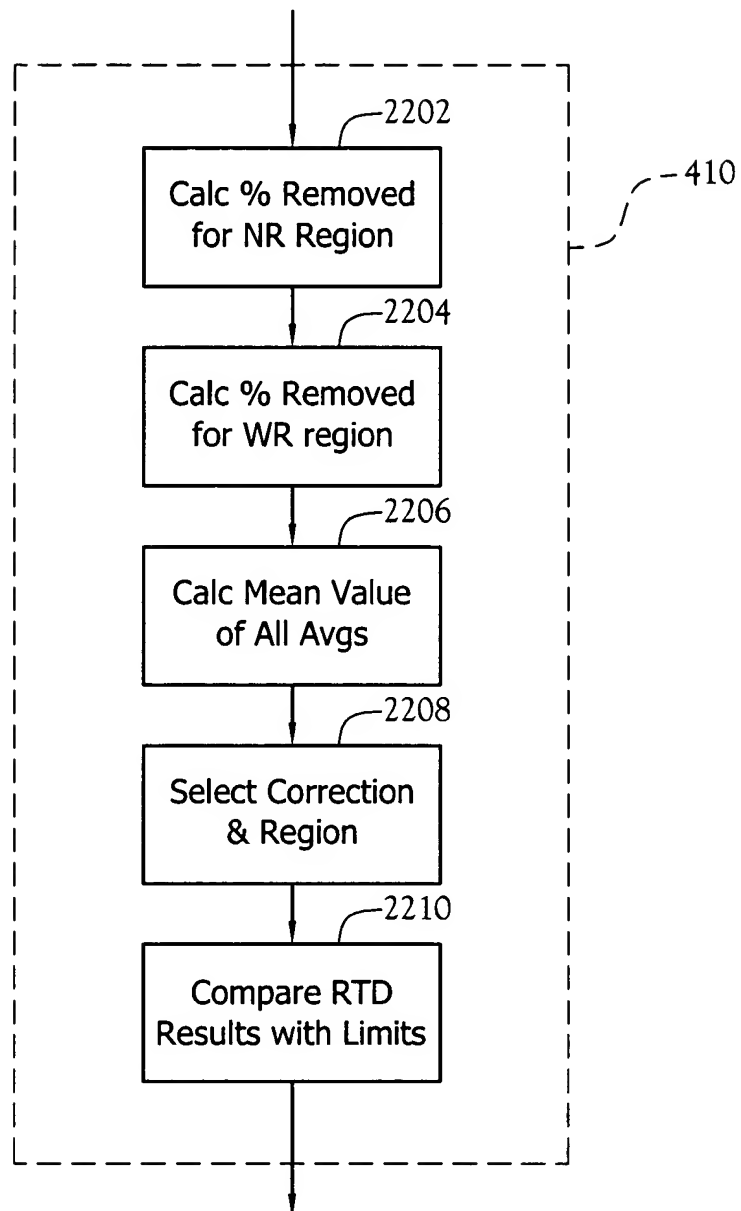 2202
Calc % Removed
for NR Region
410
2204
Calc % Removed
for WR region
2206
Calc Mean Value
of All Avgs
2208
Select Correction
& Region
2210
Compare RTD
Results with Limits